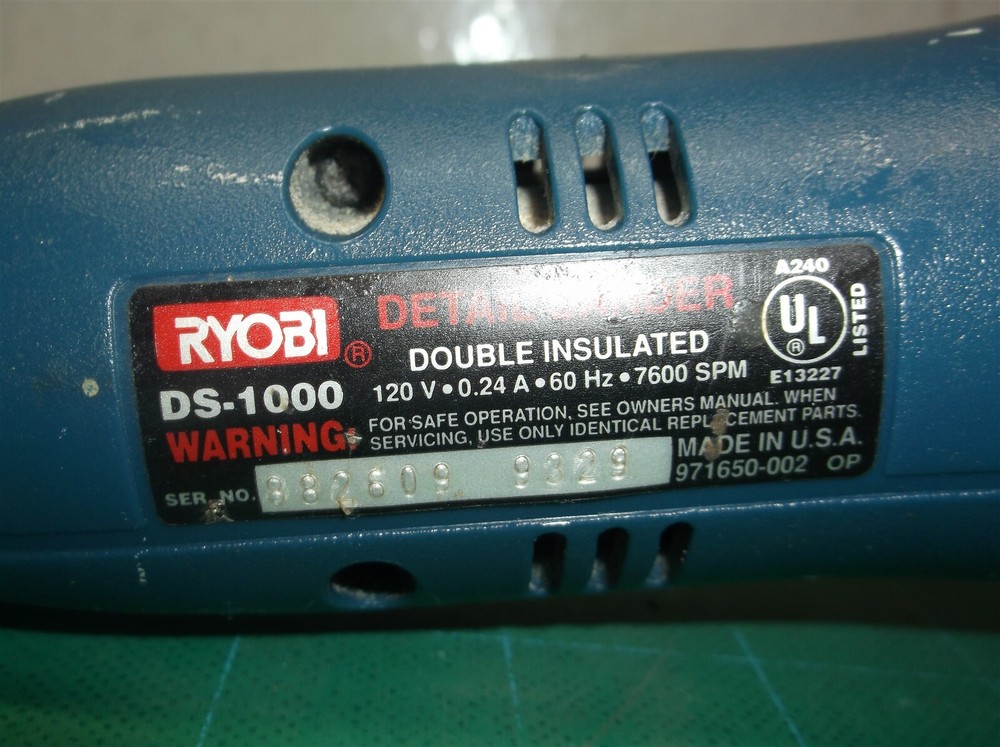 RYOBI ®
DETAIL SANDER
DOUBLE INSULATED
DS-1000
120 V • 0.24 A • 60 Hz • 7600 SPM
WARNING:
FOR SAFE OPERATION, SEE OWNERS MANUAL. WHEN
SERVICING, USE ONLY IDENTICAL REPLACEMENT PARTS.
SER. NO.
9329
MADE IN U.S.A.
971650-002 OP
A240
UL ®
LISTED
E13227